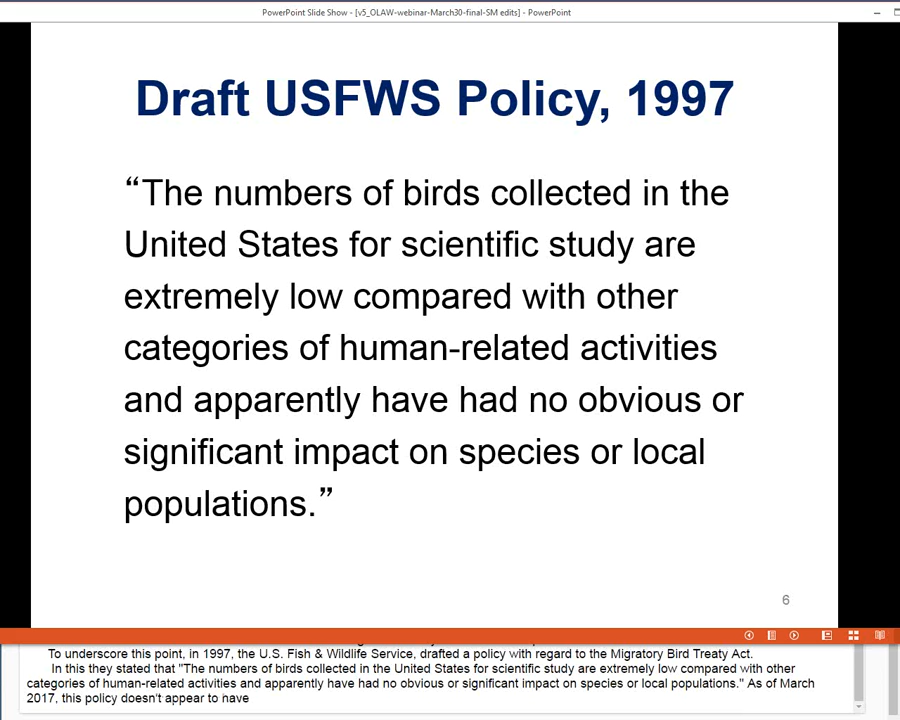 PowerPoint Slide Show - [v5_OLAW-webinar-March30-final-SM edits] - PowerPoint
Draft USFWS Policy, 1997
“The numbers of birds collected in the
United States for scientific study are
extremely low compared with other
categories of human-related activities
and apparently have had no obvious or
significant impact on species or local
populations.”
6
To underscore this point, in 1997, the U.S. Fish & Wildlife Service, drafted a policy with regard to the Migratory Bird Treaty Act.
In this they stated that "The numbers of birds collected in the United States for scientific study are extremely low compared with other
categories of human-related activities and apparently have had no obvious or significant impact on species or local populations." As of March
2017, this policy doesn't appear to have